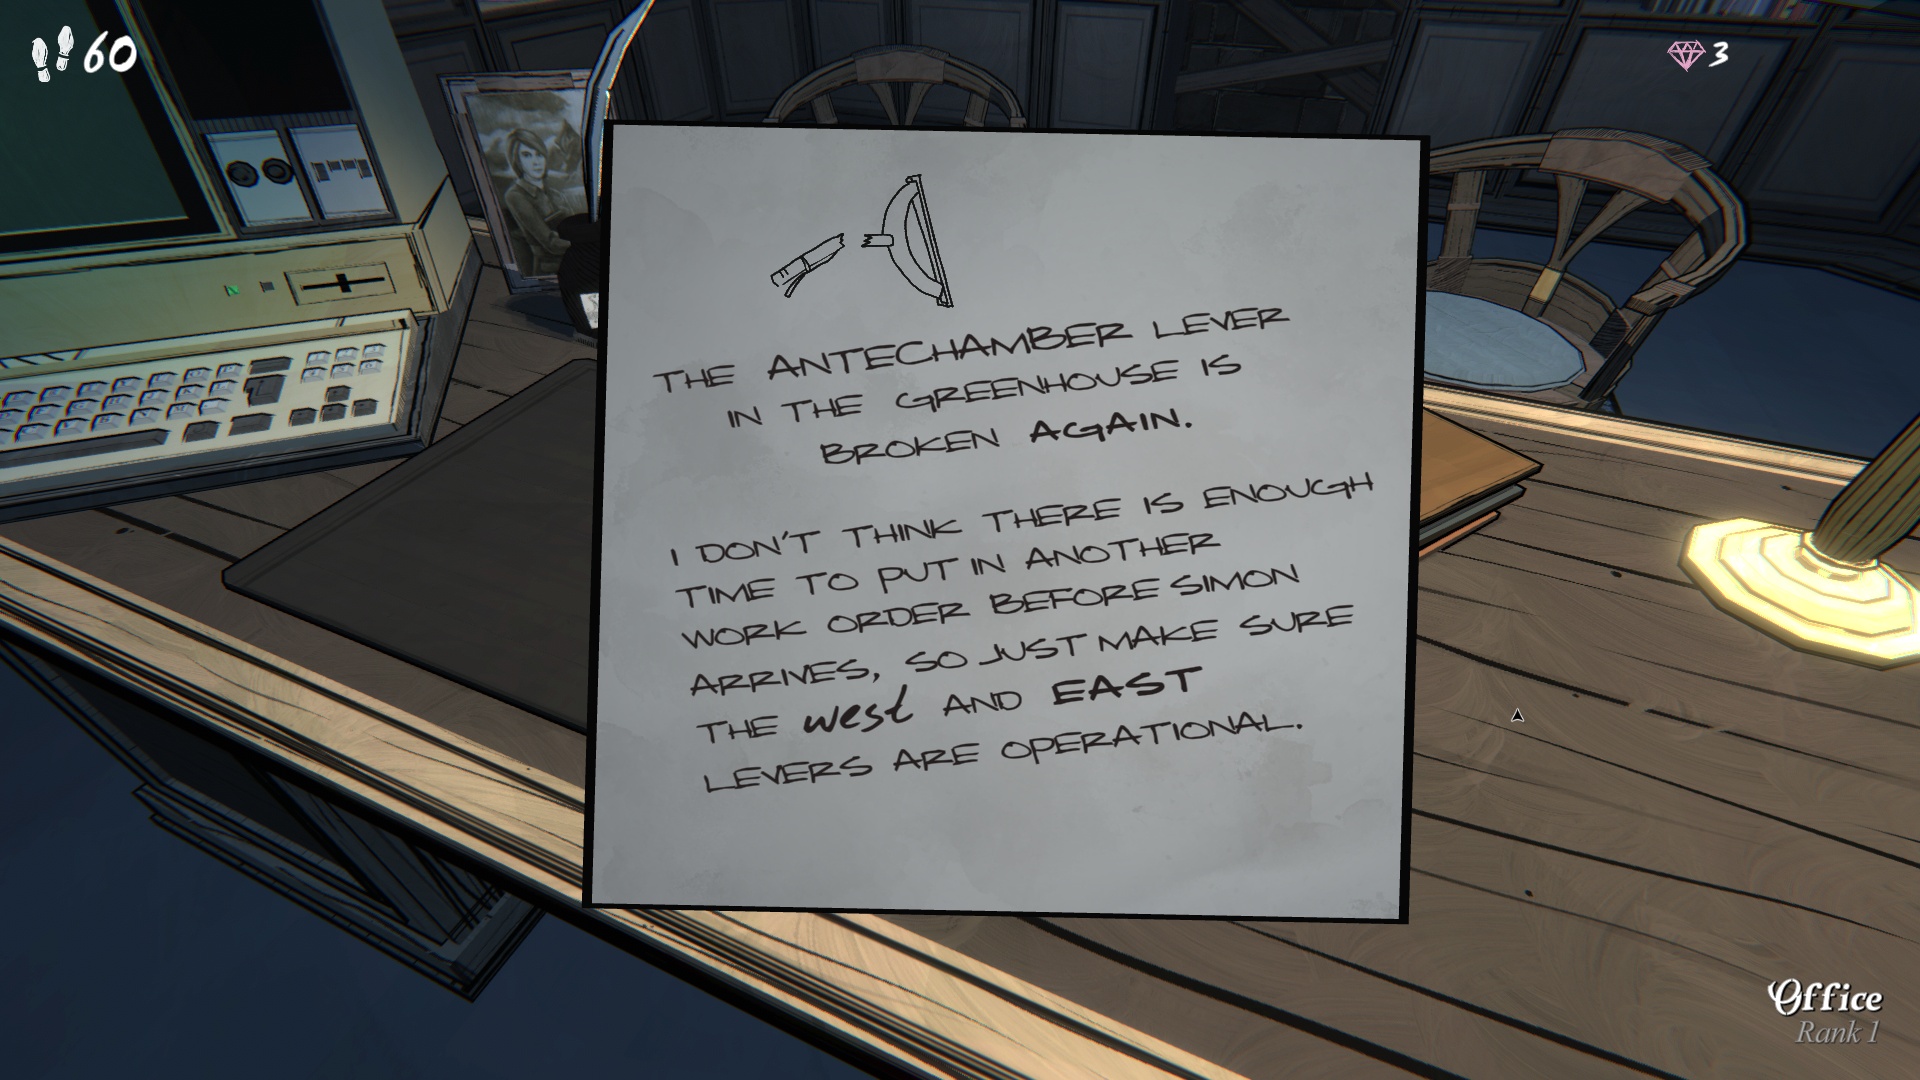 60
3
THE ANTECHAMBER LEVER
IN THE GREENHOUSE IS
BROKEN AGAIN.
I DON'T THINK THERE IS ENOUGH
TIME TO PUT IN ANOTHER
WORK ORDER BEFORE SIMON
ARRIVES, SO JUST MAKE SURE
THE west AND EAST
LEVERS ARE OPERATIONAL.
Office
Rank 1